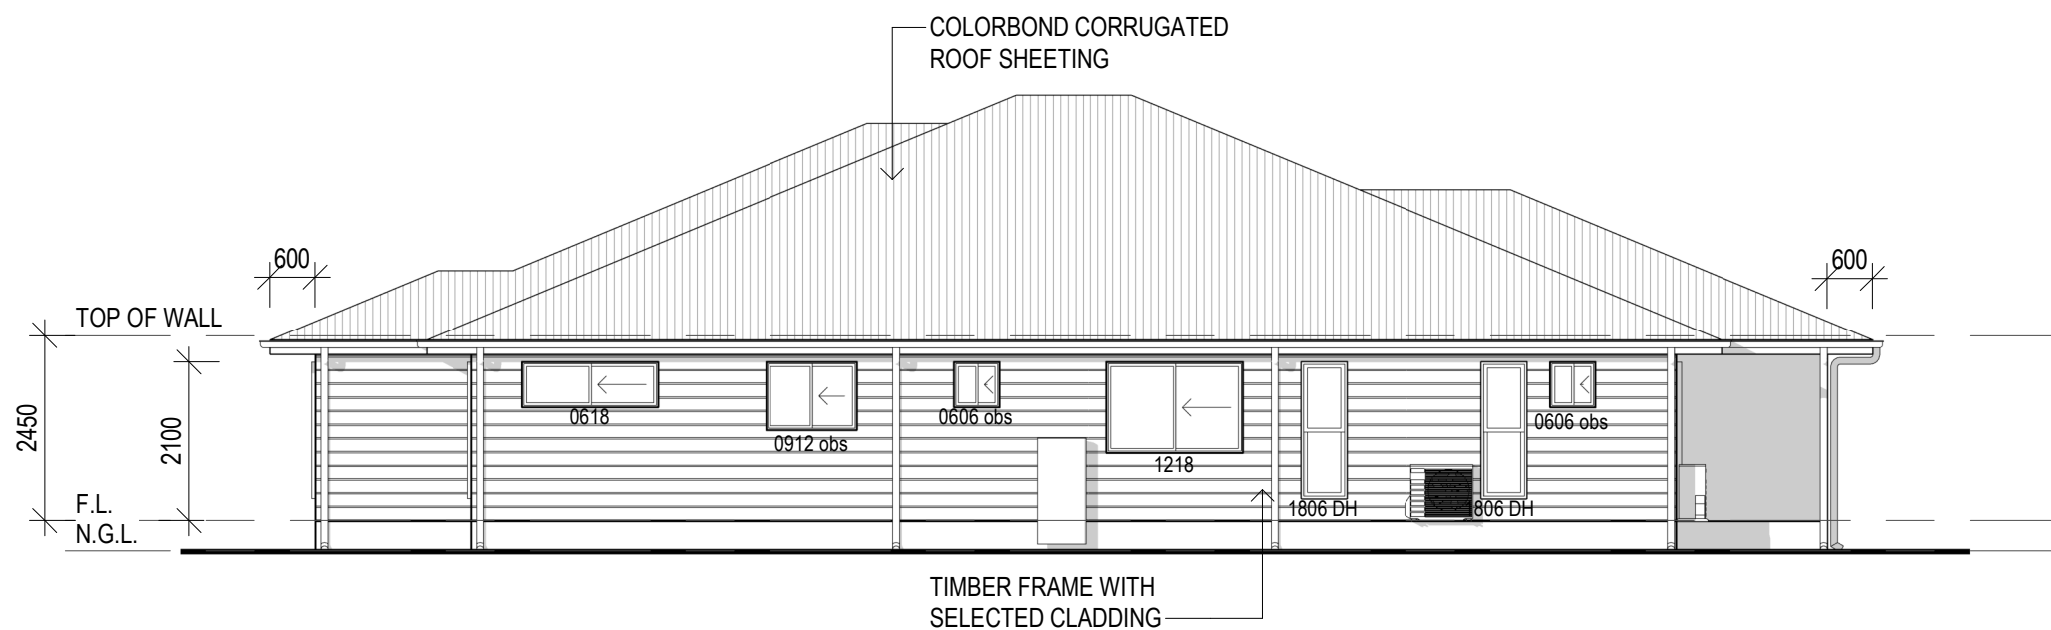 COLORBOND CORRUGATED
ROOF SHEETING
600
600
TOP OF WALL
2450
2100
0618
0912 obs
0606 obs
1218
1806 DH
806 DH
0606 obs
F.L.
N.G.L.
TIMBER FRAME WITH
SELECTED CLADDING